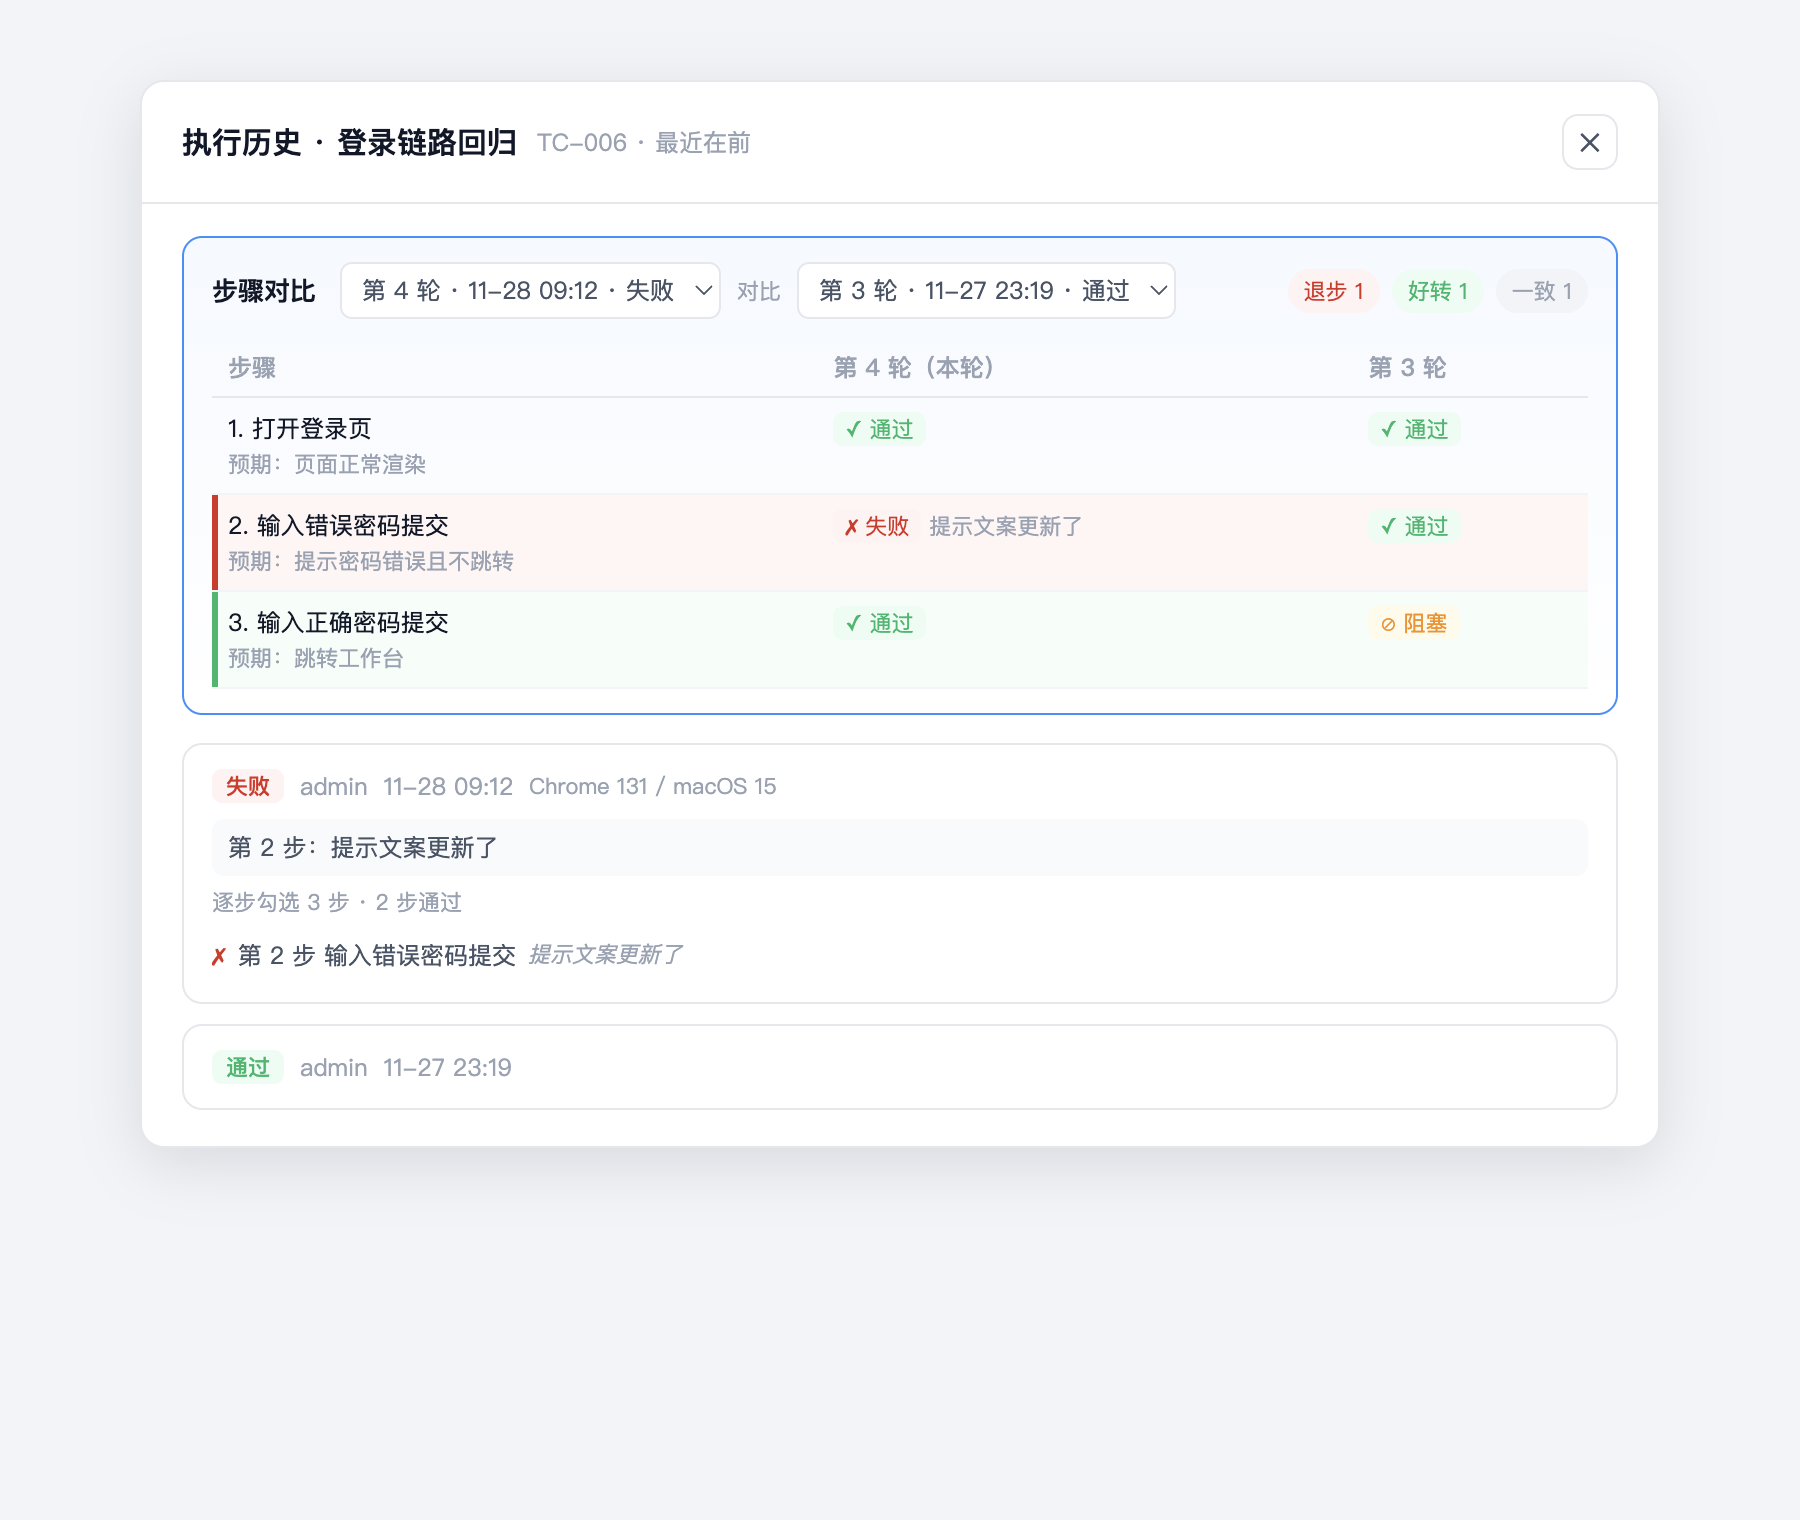 执行历史 · 登录链路回归 TC-006 · 最近在前
步骤对比 第 4 轮 · 11-28 09:12 · 失败 对比 第 3 轮 · 11-27 23:19 · 通过 退步 1 好转 1 一致 1
步骤 第 4 轮（本轮） 第 3 轮
1. 打开登录页 ✓ 通过 ✓ 通过
预期：页面正常渲染
2. 输入错误密码提交 ✗ 失败 提示文案更新了 ✓ 通过
预期：提示密码错误且不跳转
3. 输入正确密码提交 ✓ 通过 ⊘ 阻塞
预期：跳转工作台
失败 admin 11-28 09:12 Chrome 131 / macOS 15
第 2 步：提示文案更新了
逐步勾选 3 步 · 2 步通过
✗ 第 2 步 输入错误密码提交 提示文案更新了
通过 admin 11-27 23:19